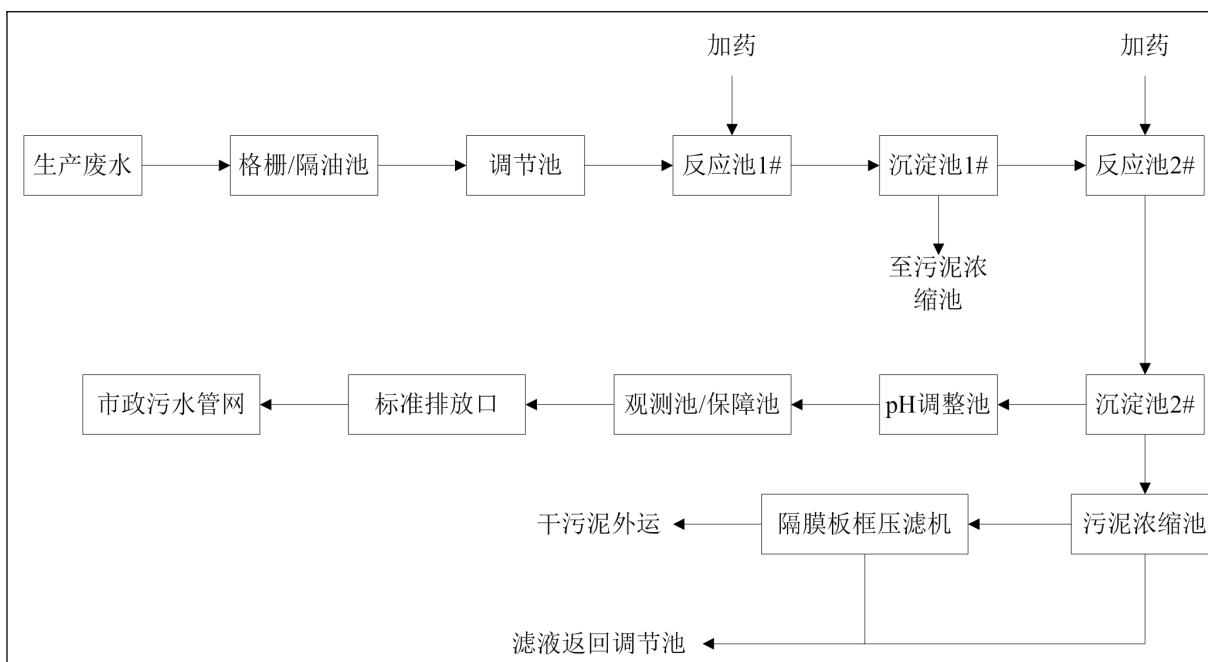 加药
加药
生产废水
格栅/隔油池
调节池
反应池1#
沉淀池1#
反应池2#
至污泥浓
缩池
市政污水管网
标准排放口
观测池/保障池
pH调整池
沉淀池2#
干污泥外运
隔膜板框压滤机
污泥浓缩池
滤液返回调节池